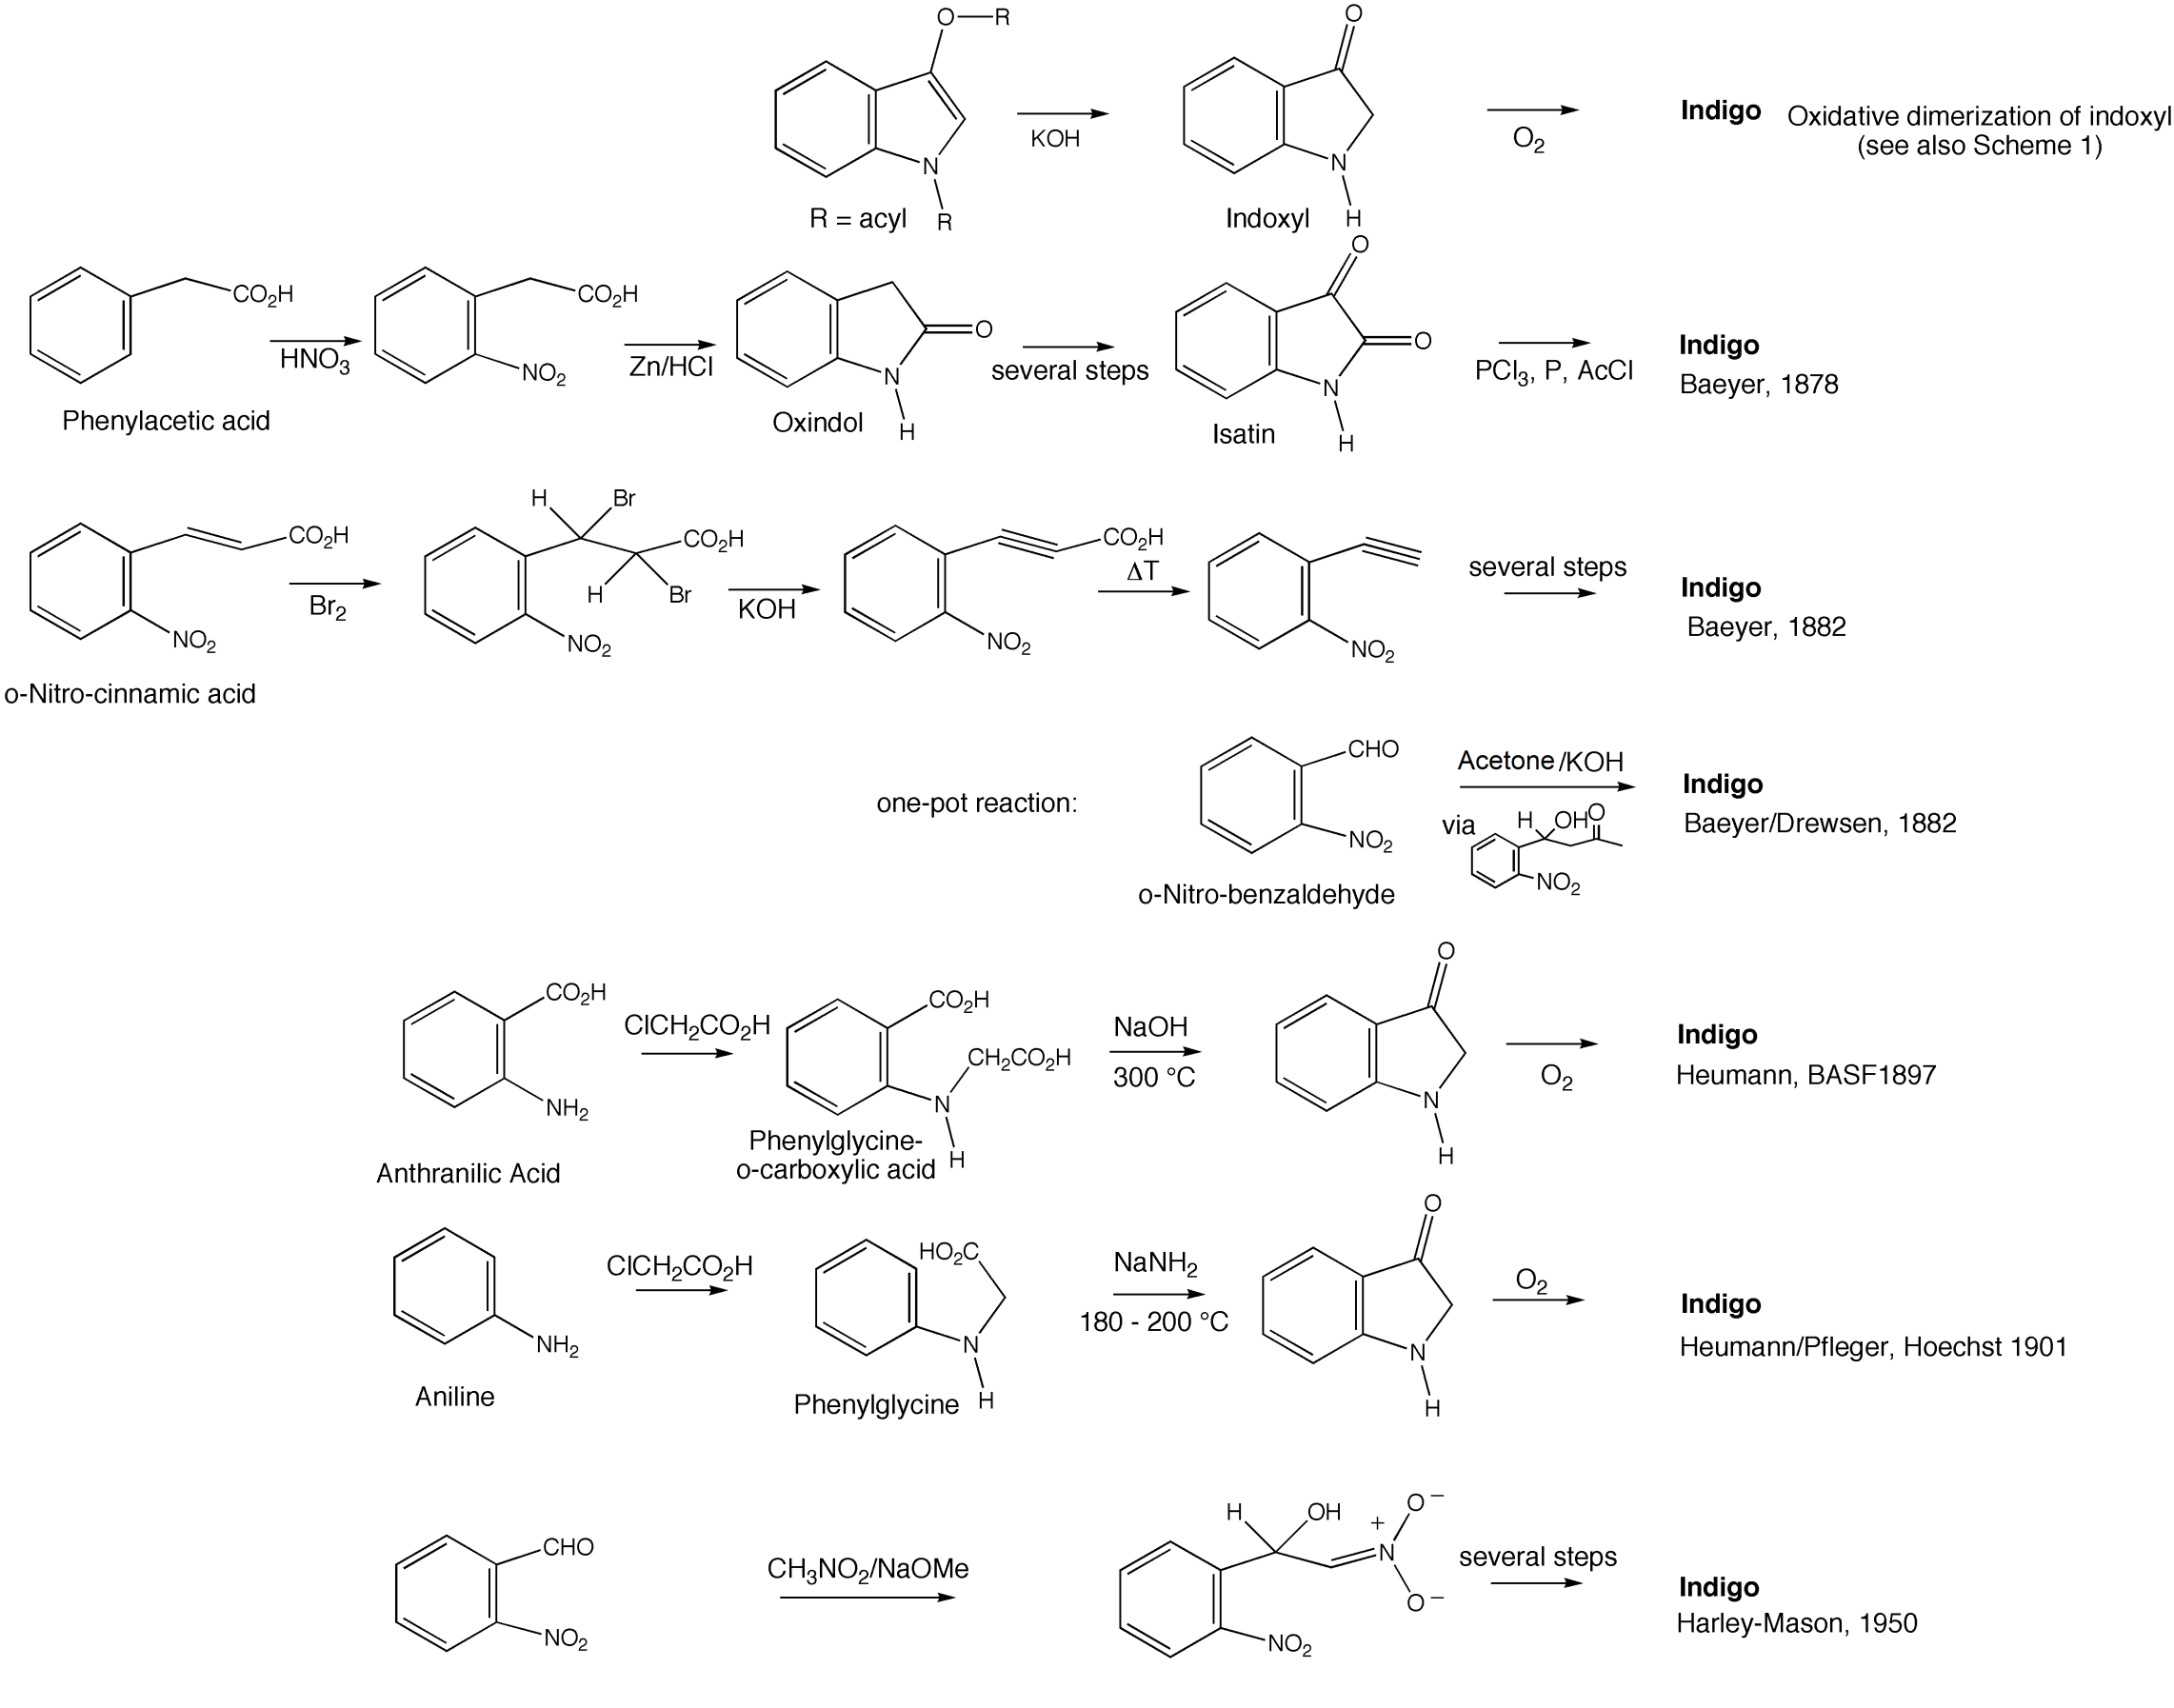 O—R
O
N
R
R = acyl
KOH
O
N
H
Indoxyl
O₂
Indigo
Oxidative dimerization of indoxyl
(see also Scheme 1)
CO₂H
Phenylacetic acid
HNO₃
CO₂H
NO₂
Zn/HCl
O
N
H
Oxindol
several steps
O
O
N
H
Isatin
PCl₃, P, AcCl
Indigo
Baeyer, 1878
CO₂H
NO₂
o-Nitro-cinnamic acid
Br₂
H
Br
CO₂H
H
Br
NO₂
KOH
CO₂H
NO₂
ΔT
NO₂
several steps
Indigo
Baeyer, 1882
one-pot reaction:
CHO
NO₂
o-Nitro-benzaldehyde
Acetone /KOH
via
H
OH
O
NO₂
Indigo
Baeyer/Drewsen, 1882
CO₂H
NH₂
Anthranilic Acid
ClCH₂CO₂H
CO₂H
CH₂CO₂H
N
H
Phenylglycine-
o-carboxylic acid
NaOH
300 °C
O
N
H
O₂
Indigo
Heumann, BASF1897
NH₂
Aniline
ClCH₂CO₂H
HO₂C
N
H
Phenylglycine
NaNH₂
180 - 200 °C
O
N
H
O₂
Indigo
Heumann/Pfleger, Hoechst 1901
CHO
NO₂
CH₃NO₂/NaOMe
H
OH
+
N
O⁻
O⁻
NO₂
several steps
Indigo
Harley-Mason, 1950